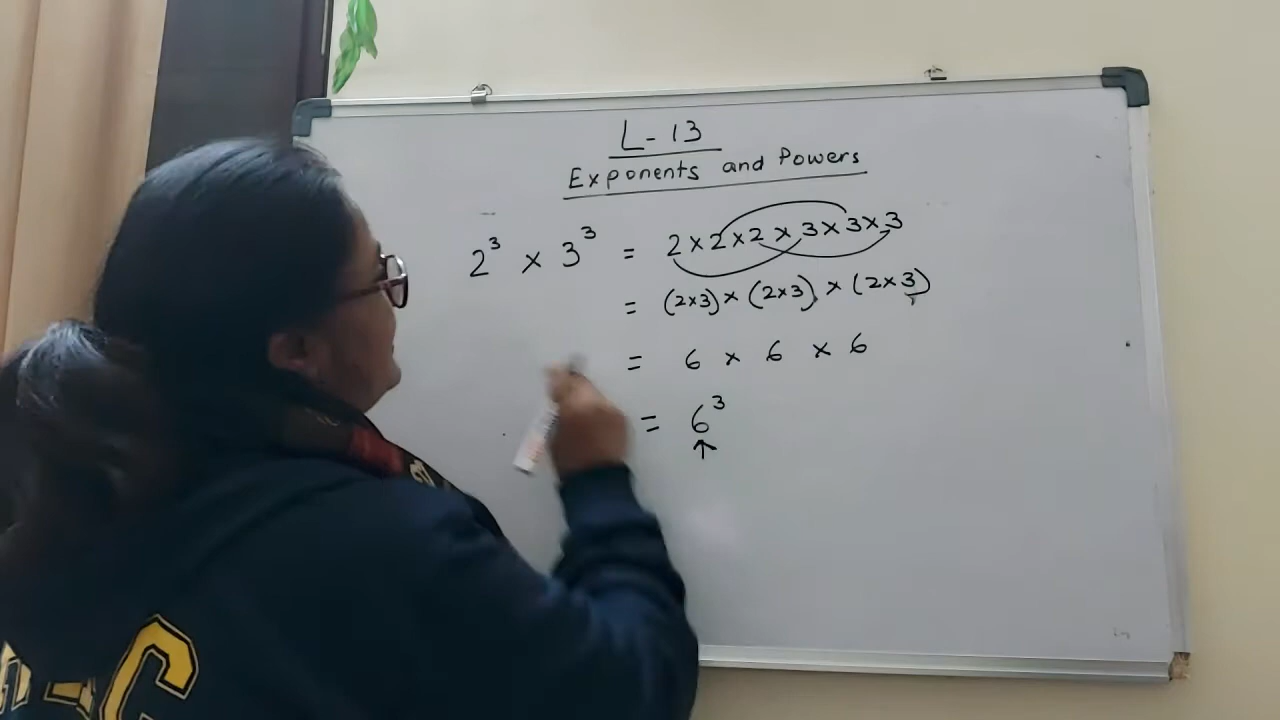 L-13
Exponents and Powers
2³ × 3³ = 2×2×2×3×3×3
= (2×3)×(2×3)×(2×3)
= 6 × 6 × 6
= 6³
↑